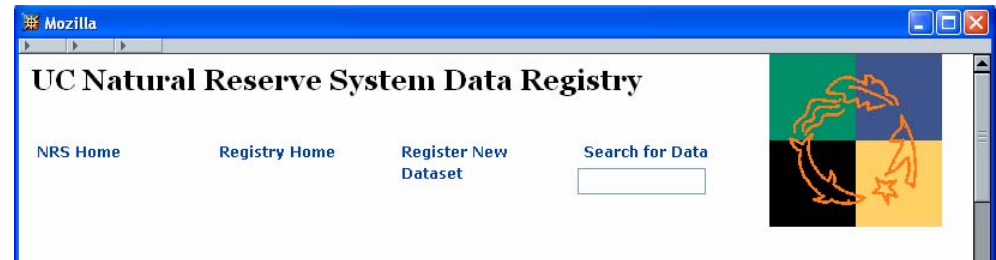 Mozilla
UC Natural Reserve System Data Registry
NRS Home Registry Home Register New Dataset Search for Data